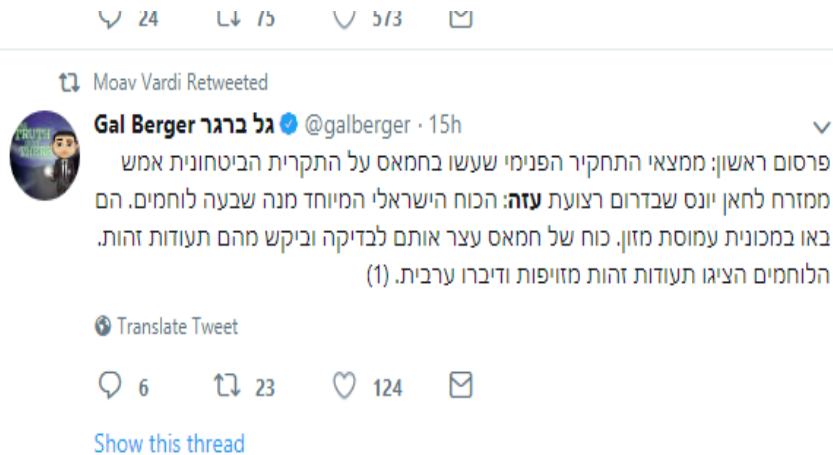 24 75 573
Moav Vardi Retweeted
Gal Berger גל ברגר @galberger · 15h
פרסום ראשון: ממצאי התחקיר הפנימי שעשו בחמאס על התקרית הביטחונית אמש
ממזרח לחאן יונס שבדרום רצועת עזה: הכוח הישראלי המיוחד מנה שבעה לוחמים. הם
באו במכונית עמוסת מזון. כוח של חמאס עצר אותם לבדיקה וביקש מהם תעודות זהות.
הלוחמים הציגו תעודות זהות מזויפות ודיברו ערבית. (1)
Translate Tweet
6 23 124
Show this thread